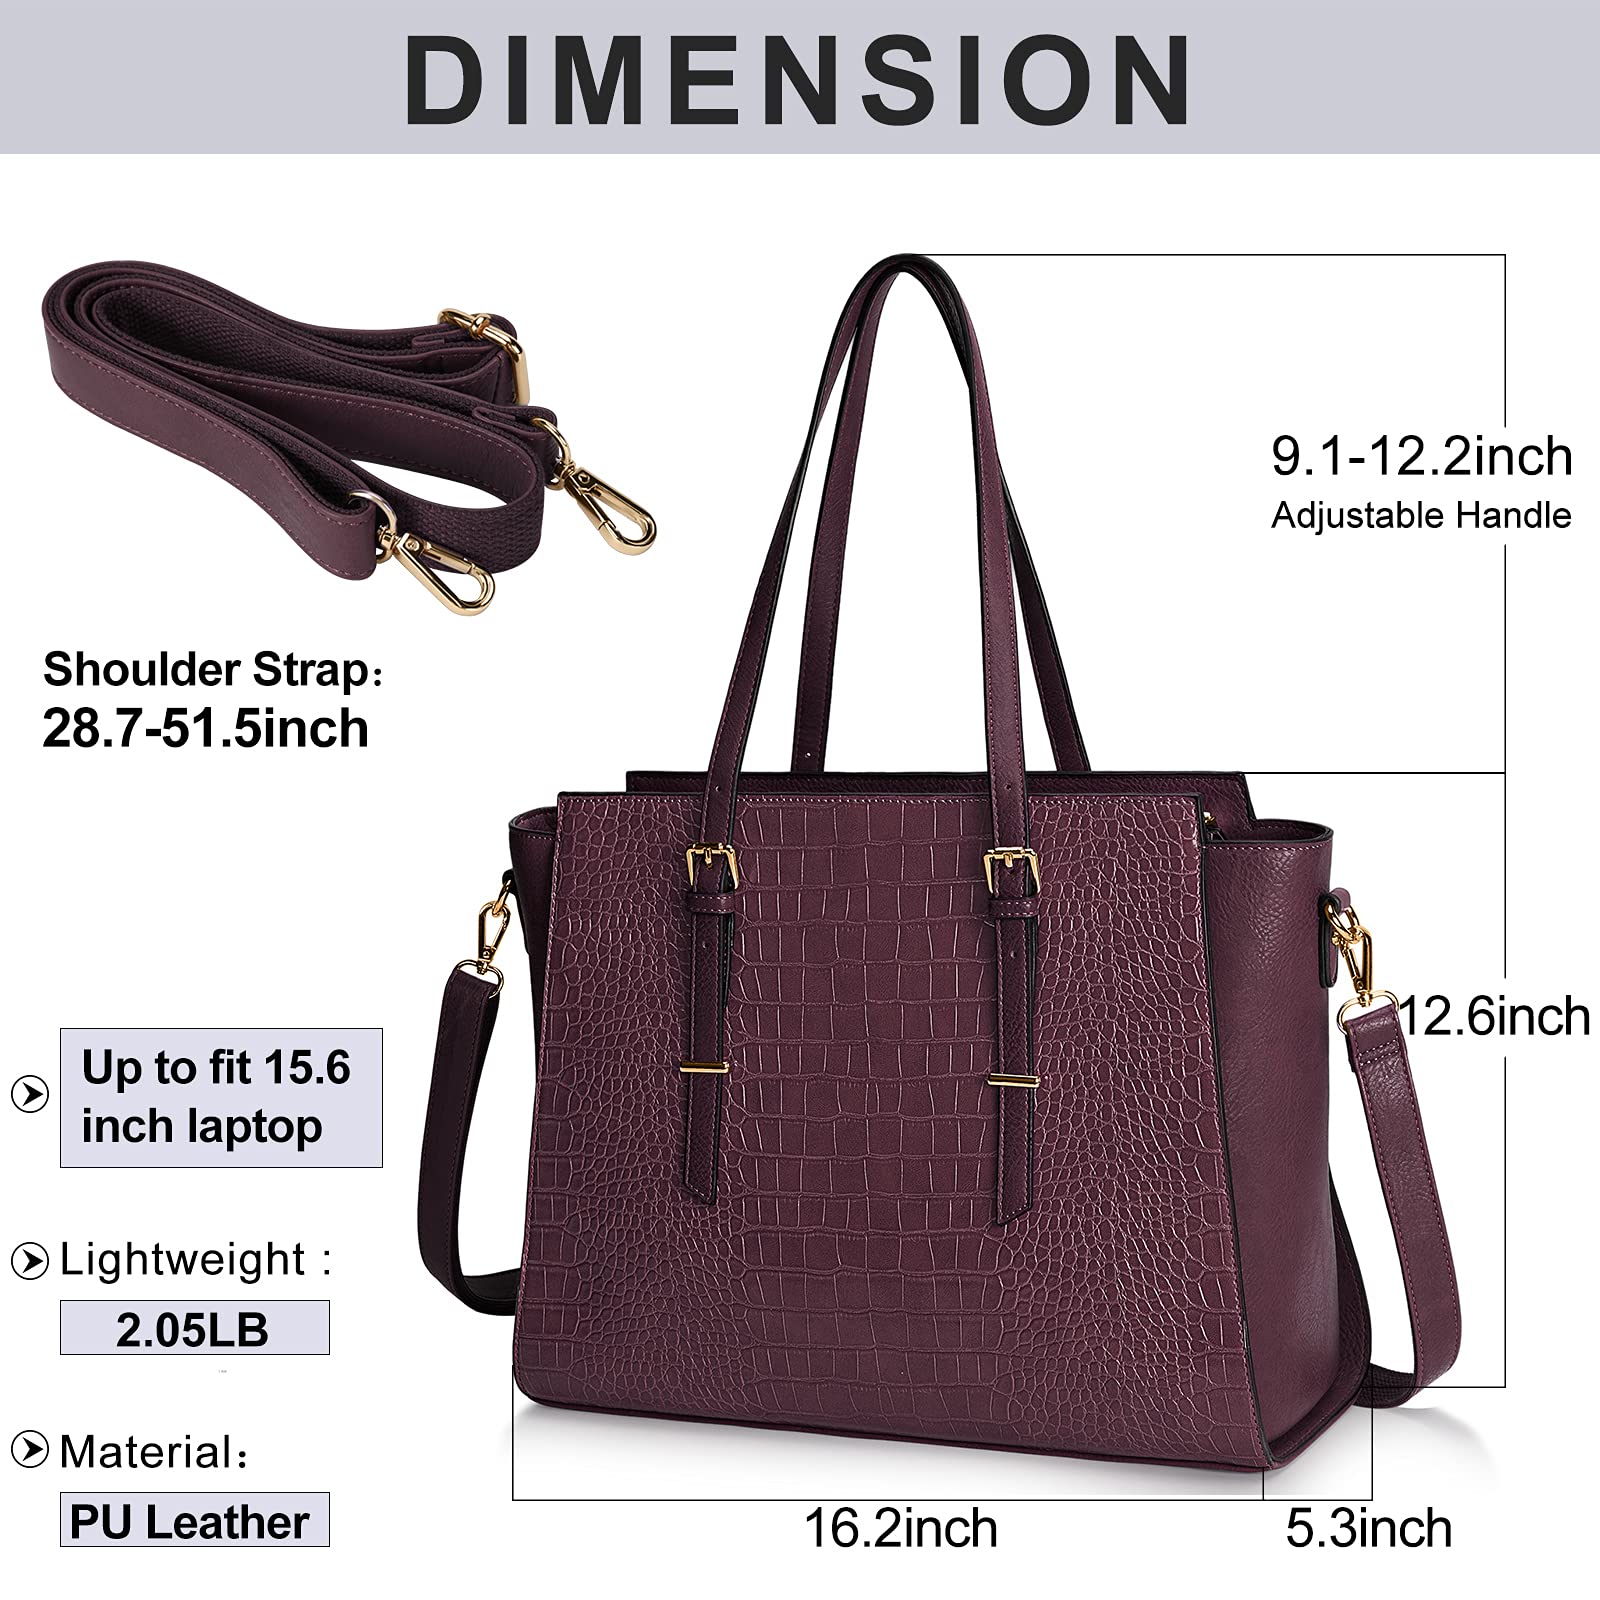 DIMENSION
9.1-12.2inch
Adjustable Handle
Shoulder Strap：
28.7-51.5inch
12.6inch
Up to fit 15.6
inch laptop
Lightweight :
2.05LB
Material：
PU Leather
16.2inch
5.3inch